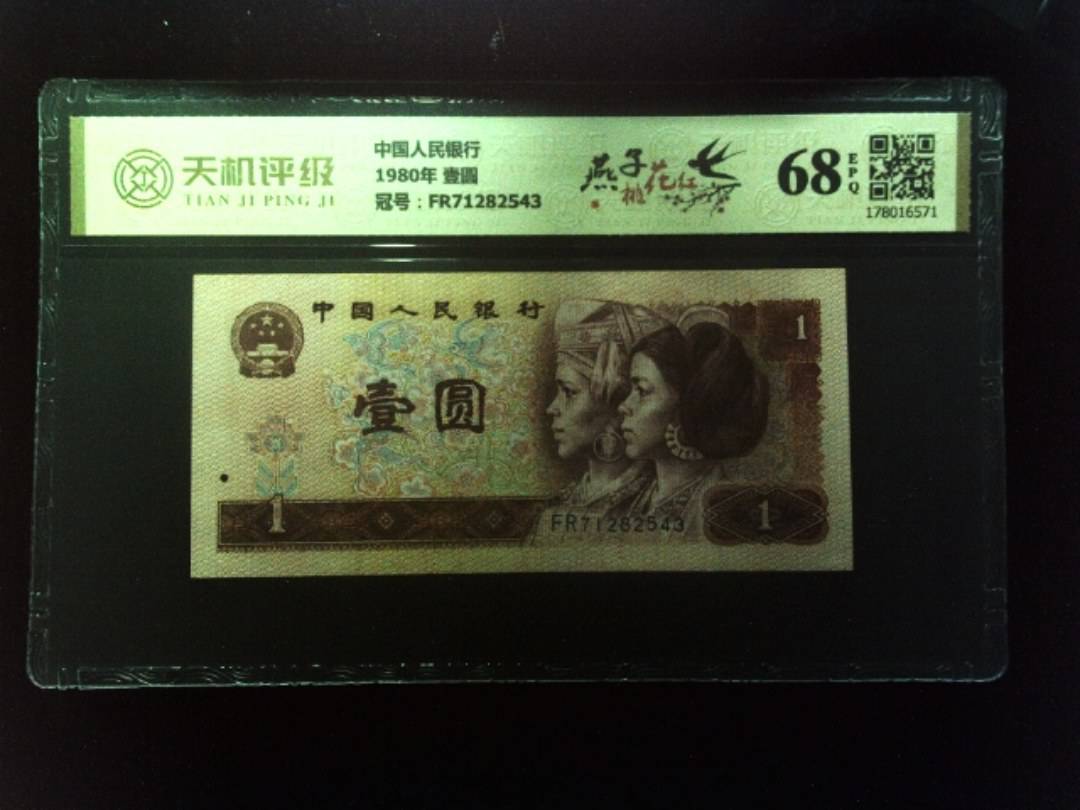 天机评级
TIAN JI PING JI
中国人民银行
1980年 壹圆
冠号：FR71282543
燕子
桃花红
68
EPQ
178016571
中国人民银行
1
壹圆
1
FR71282543
1